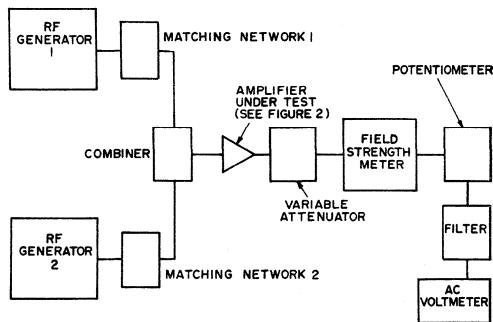 RF
GENERATOR
1
MATCHING NETWORK 1
POTENTIOMETER
AMPLIFIER
UNDER TEST
(SEE FIGURE 2)
COMBINER
FIELD
STRENGTH
METER
VARIABLE
ATTENUATOR
RF
GENERATOR
2
MATCHING NETWORK 2
FILTER
AC
VOLTMETER